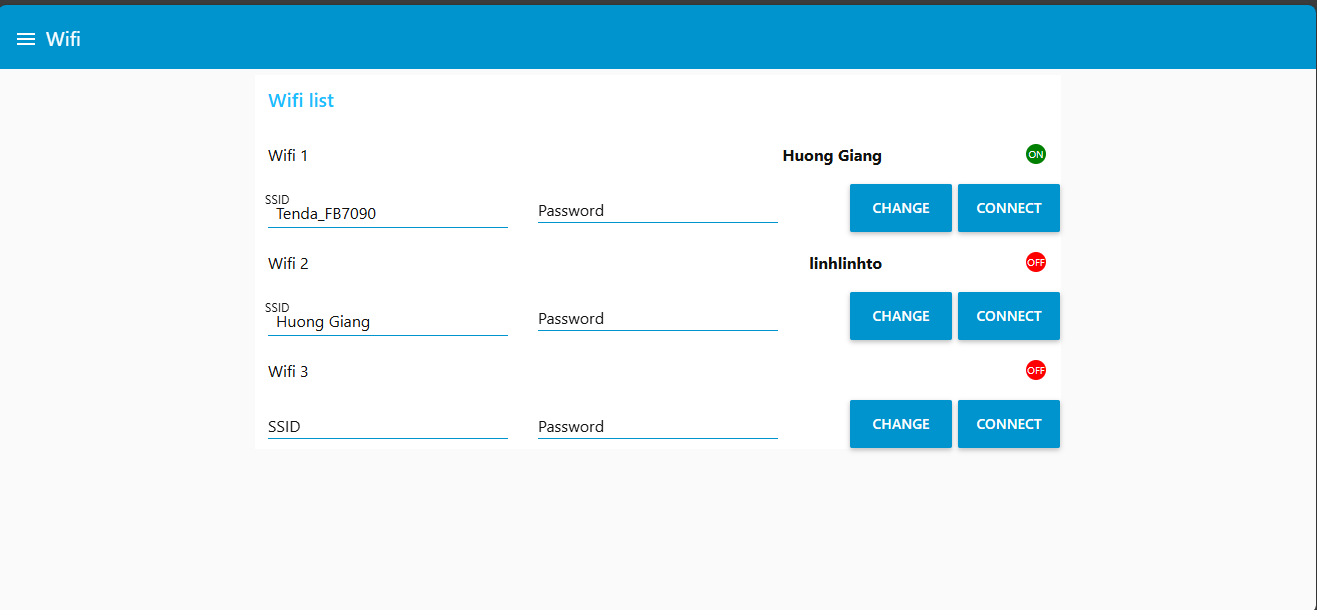 Wifi
Wifi list
Wifi 1 Huong Giang ON
SSID
Tenda_FB7090 Password CHANGE CONNECT
Wifi 2 linhlinhto OFF
SSID
Huong Giang Password CHANGE CONNECT
Wifi 3 OFF
SSID Password CHANGE CONNECT